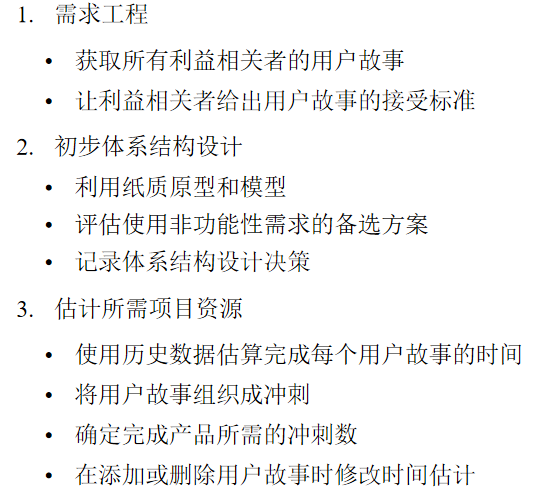 1. 需求工程
• 获取所有利益相关者的用户故事
• 让利益相关者给出用户故事的接受标准
2. 初步体系结构设计
• 利用纸质原型和模型
• 评估使用非功能性需求的备选方案
• 记录体系结构设计决策
3. 估计所需项目资源
• 使用历史数据估算完成每个用户故事的时间
• 将用户故事组织成冲刺
• 确定完成产品所需的冲刺数
• 在添加或删除用户故事时修改时间估计